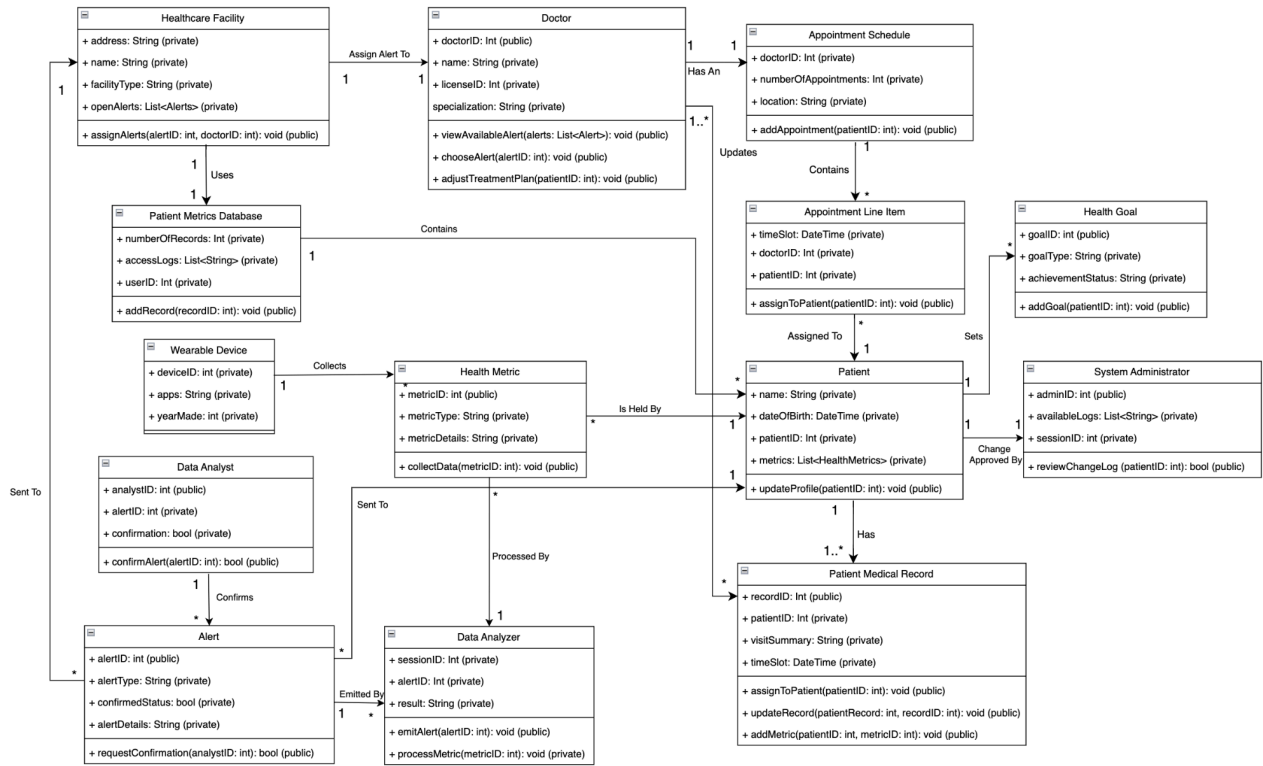 Healthcare Facility
+ address: String (private)
+ name: String (private)
+ facilityType: String (private)
+ openAlerts: List<Alerts> (private)
+ assignAlerts(alertID: int, doctorID: int): void (public)
Assign Alert To
1
1
Doctor
+ doctorID: Int (public)
+ name: String (private)
+ licenseID: Int (private)
specialization: String (private)
+ viewAvailableAlert(alerts: List<Alert>): void (public)
+ chooseAlert(alertID: int): void (public)
+ adjustTreatmentPlan(patientID: int): void (public)
1
1
Has An
Appointment Schedule
+ doctorID: Int (private)
+ numberOfAppointments: Int (private)
+ location: String (private)
+ addAppointment(patientID: int): void (public)
1..*
Updates
1
1
Uses
1
1
Contains
*
Patient Metrics Database
+ numberOfRecords: Int (private)
+ accessLogs: List<String> (private)
+ userID: Int (private)
+ addRecord(recordID: int): void (public)
1
Contains
*
Appointment Line Item
+ timeSlot: DateTime (private)
+ doctorID: Int (private)
+ patientID: Int (private)
+ assignToPatient(patientID: int): void (public)
Health Goal
+ goalID: int (public)
+ goalType: String (private)
+ achievementStatus: String (private)
+ addGoal(patientID: int): void (public)
*
Sets
1
*
Assigned To
1
Wearable Device
+ deviceID: int (private)
+ apps: String (private)
+ yearMade: int (private)
1
Collects
*
Health Metric
+ metricID: int (public)
+ metricType: String (private)
+ metricDetails: String (private)
+ collectData(metricID: int): void (public)
Is Held By
*
1
Patient
+ name: String (private)
+ dateOfBirth: DateTime (private)
+ patientID: Int (private)
+ metrics: List<HealthMetrics> (private)
+ updateProfile(patientID: int): void (public)
1
1
Change
Approved By
System Administrator
+ adminID: int (public)
+ availableLogs: List<String> (private)
+ sessionID: int (private)
+ reviewChangeLog (patientID: int): bool (public)
Data Analyst
+ analystID: int (public)
+ alertID: int (private)
+ confirmation: bool (private)
+ confirmAlert(alertID: int): bool (public)
Sent To
*
Sent To
1
*
Processed By
1
1
Has
1..*
1
Confirms
*
*
Patient Medical Record
+ recordID: Int (public)
+ patientID: Int (private)
+ visitSummary: String (private)
+ timeSlot: DateTime (private)
+ assignToPatient(patientID: int): void (public)
+ updateRecord(patientRecord: int, recordID: int): void (public)
+ addMetric(patientID: int, metricID: int): void (public)
Alert
+ alertID: int (public)
+ alertType: String (private)
+ confirmedStatus: bool (private)
+ alertDetails: String (private)
+ requestConfirmation(analystID: int): bool (public)
*
Emitted By
1
*
Data Analyzer
+ sessionID: Int (private)
+ alertID: Int (private)
+ result: String (private)
+ emitAlert(alertID: int): void (public)
+ processMetric(metricID: int): void (private)